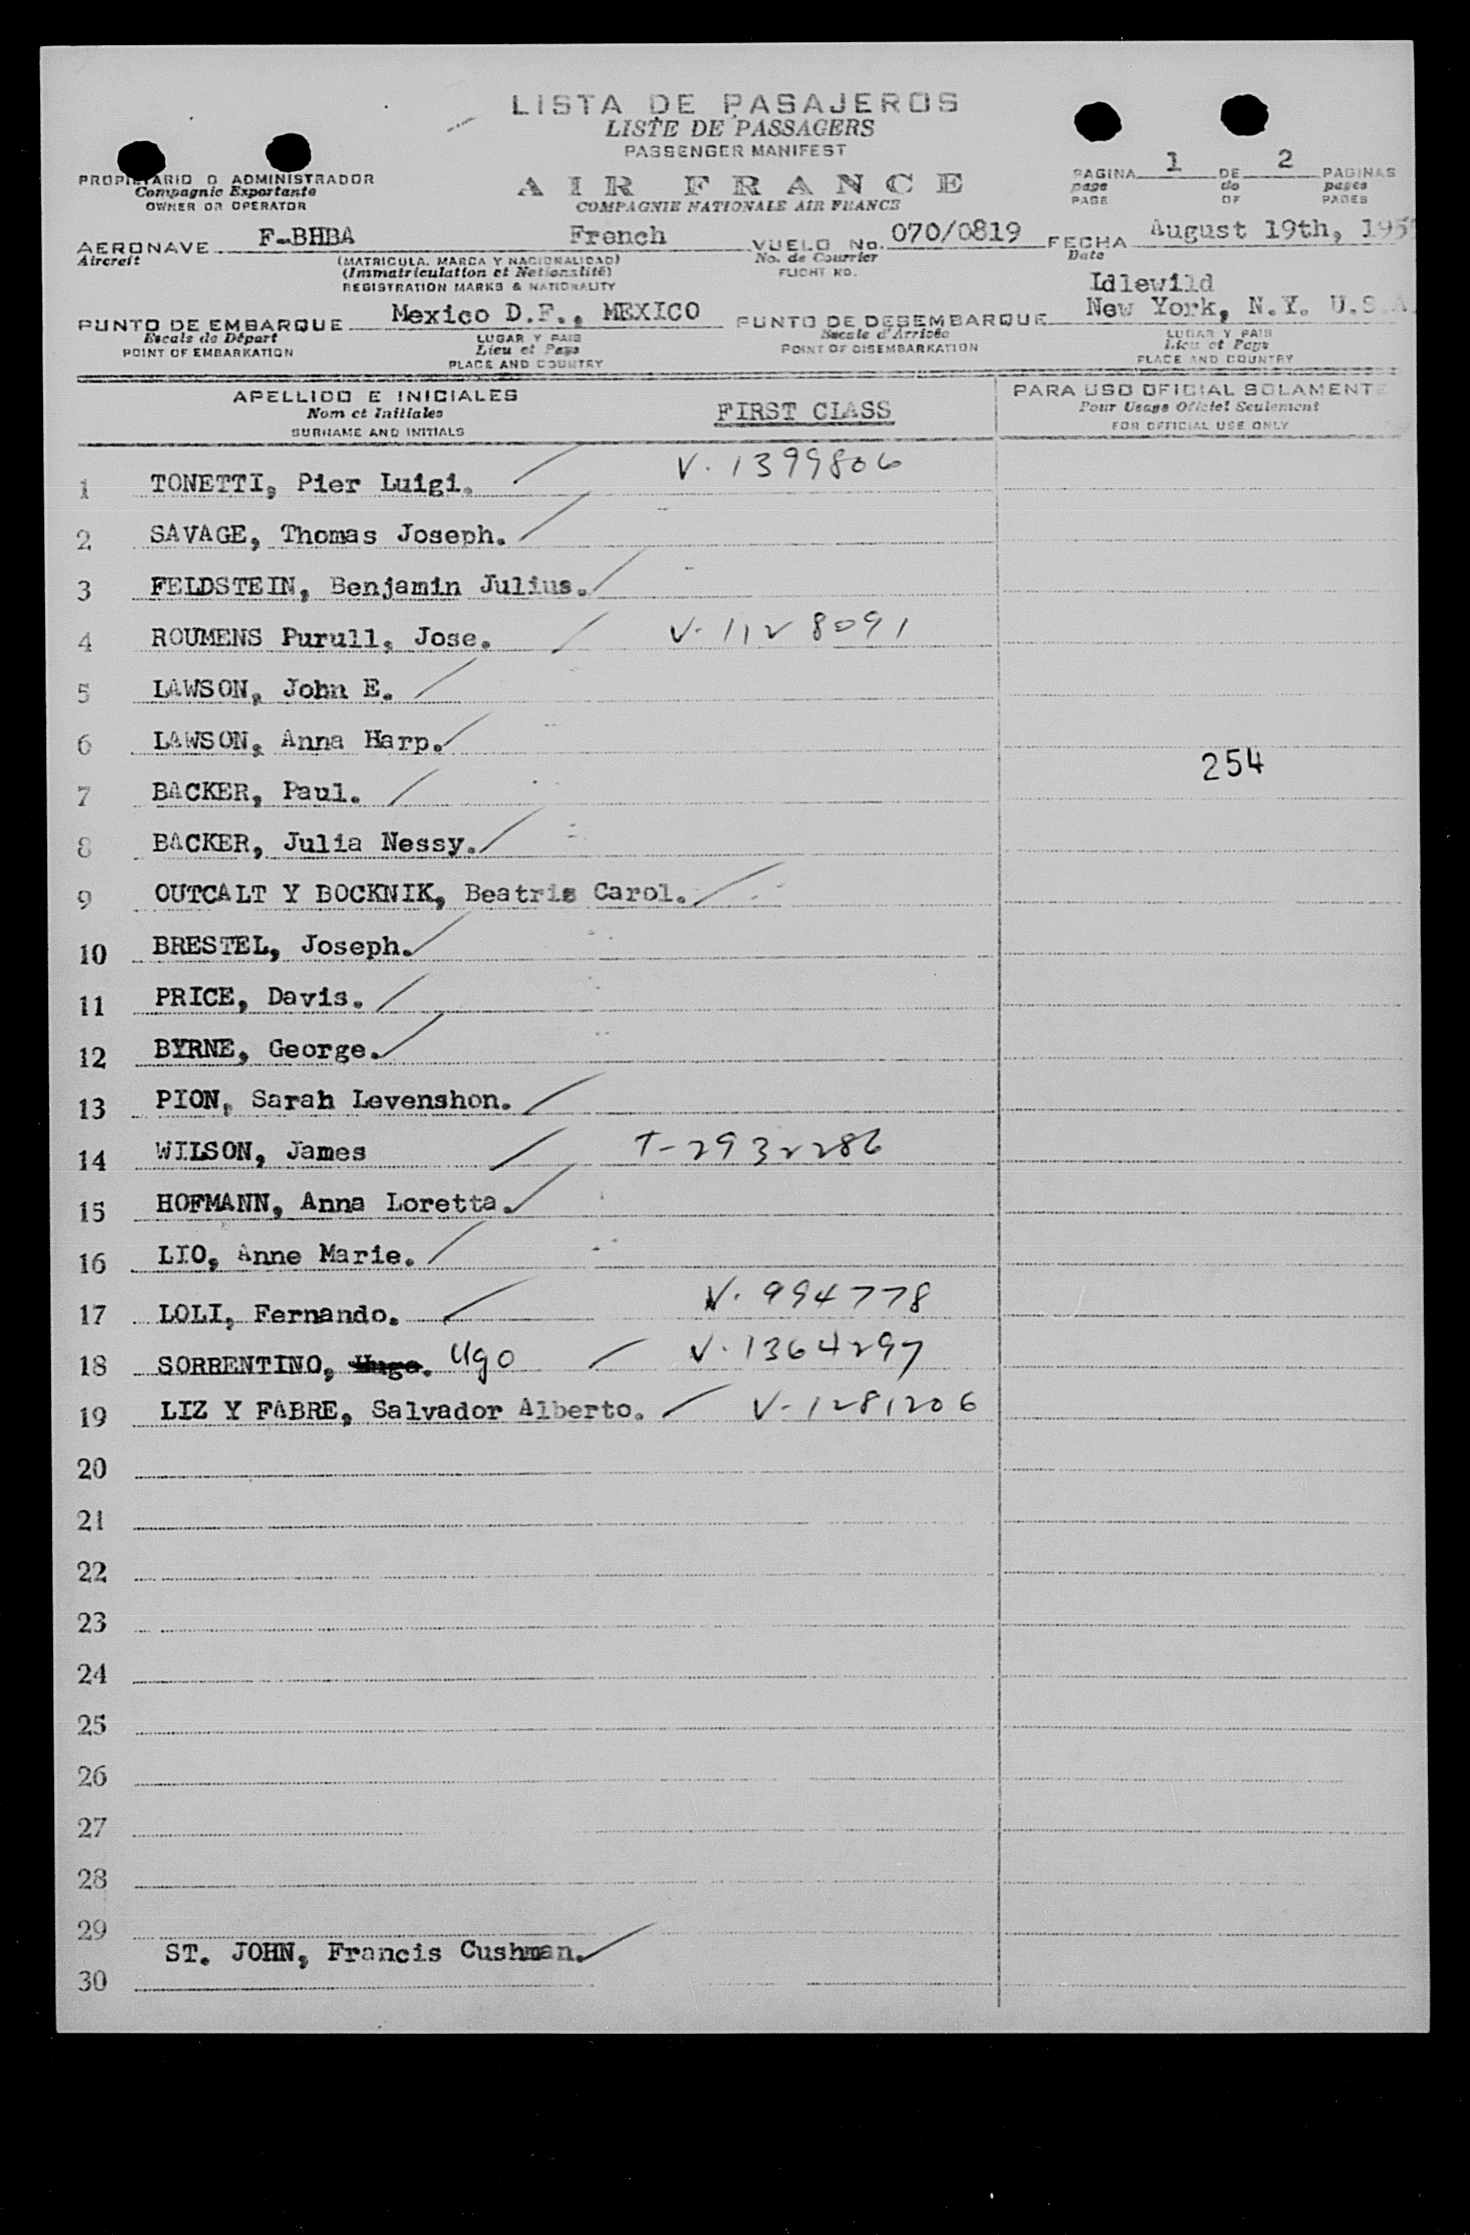 LISTA DE PASAJEROS
LISTE DE PASSAGERS
PASSENGER MANIFEST
PROPIETARIO O ADMINISTRADOR
Compagnie Exportante
OWNER OR OPERATOR
AIR FRANCE
COMPAGNIE NATIONALE AIR FRANCE
PAGINA 1 DE 2 PAGINAS
page de pages
PAGE OF PAGES
AERONAVE F-BHBA French VUELO No. 070/0819 FECHA August 19th, 195
Aircraft (MATRICULA. MARCA Y NACIONALIDAD) No. de Courrier Date
(Immatriculation et Nationalité) FLIGHT NO.
REGISTRATION MARKS & NATIONALITY
Idlewild
PUNTO DE EMBARQUE Mexico D.F., MEXICO PUNTO DE DESEMBARQUE New York, N.Y. U.S.A.
Escale de Départ LUGAR Y PAIS Escale d'Arrivée LUGAR Y PAIS
POINT OF EMBARKATION Lieu et Pays POINT OF DISEMBARKATION Lieu et Pays
PLACE AND COUNTRY PLACE AND COUNTRY
APELLIDO E INICIALES PARA USO OFICIAL SOLAMENTE
Nom et Initiales FIRST CLASS Pour Usage Officiel Seulement
SURNAME AND INITIALS FOR OFFICIAL USE ONLY
1 TONETTI, Pier Luigi. V. 1399806
2 SAVAGE, Thomas Joseph.
3 FELDSTEIN, Benjamin Julius.
4 ROUMENS Purull, Jose. V. 1128091
5 LAWSON, John E.
6 LAWSON, Anna Harp.
254
7 BACKER, Paul.
8 BACKER, Julia Nessy.
9 OUTCALT Y BOCKNIK, Beatris Carol.
10 BRESTEL, Joseph.
11 PRICE, Davis.
12 BYRNE, George.
13 PION, Sarah Levenshon.
14 WILSON, James T-2932286
15 HOFMANN, Anna Loretta.
16 LIO, Anne Marie.
17 LOLI, Fernando. V. 994778
18 SORRENTINO, Hugo. Ugo V. 1364297
19 LIZ Y FABRE, Salvador Alberto. V-1281206
20
21
22
23
24
25
26
27
28
29
ST. JOHN, Francis Cushman.
30